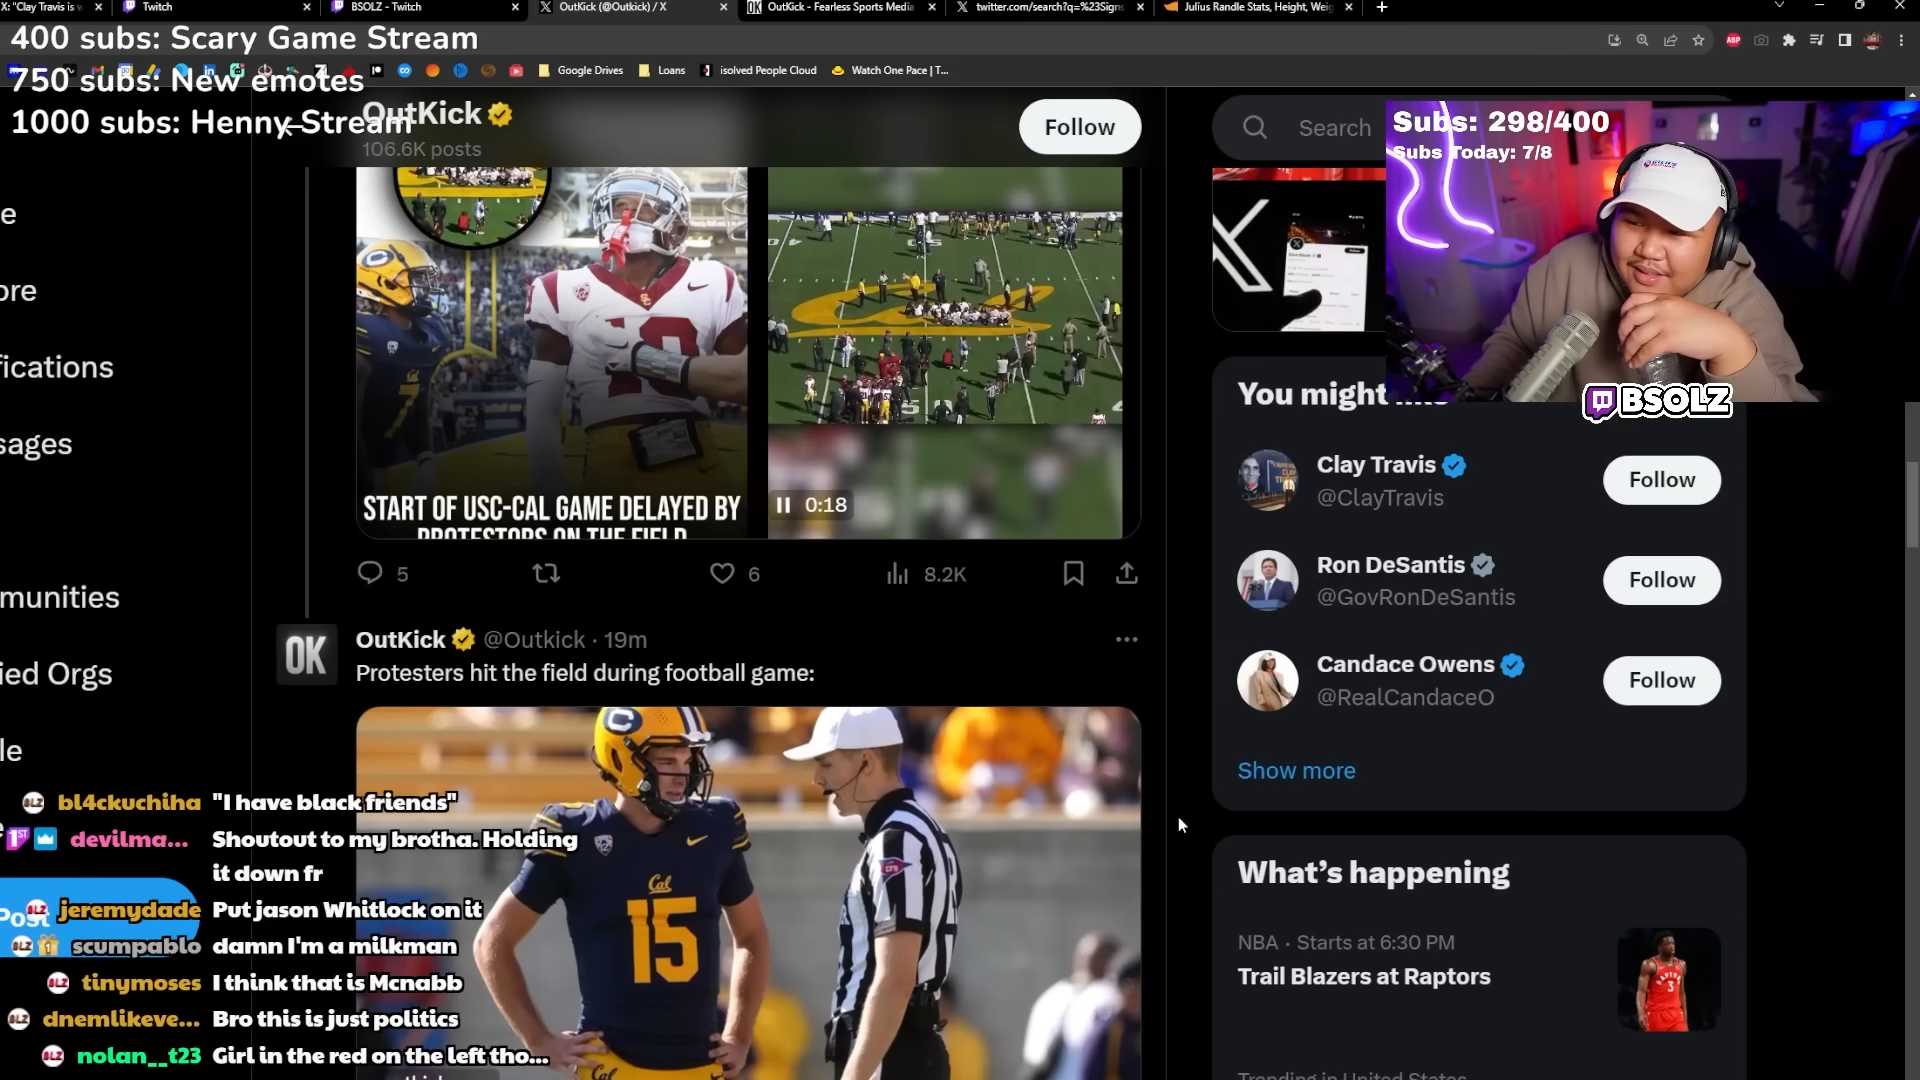 X: "Clay Travis is w
Twitch
BSOLZ - Twitch
OutKick (@Outkick) / X
OutKick - Fearless Sports Media
twitter.com/search?q=%23Signs
Julius Randle Stats, Height, Weig
400 subs: Scary Game Stream
750 subs: New emotes
1000 subs: Henny Stream
Google Drives
Loans
isolved People Cloud
Watch One Pace | T...
ABP
OutKick
106.6K posts
Follow
Search
Subs: 298/400
Subs Today: 7/8
BSOLZ
e
ore
fications
sages
munities
ied Orgs
le
Post
START OF USC-CAL GAME DELAYED BY
PROTESTORS ON THE FIELD
0:18
5
6
8.2K
OK
OutKick @Outkick · 19m
Protesters hit the field during football game:
C
Cal
15
Cal
You might like
Clay Travis
@ClayTravis
Follow
Ron DeSantis
@GovRonDeSantis
Follow
Candace Owens
@RealCandaceO
Follow
Show more
What's happening
NBA · Starts at 6:30 PM
Trail Blazers at Raptors
Trending in United States
bl4ckuchiha "I have black friends"
devilma... Shoutout to my brotha. Holding
it down fr
jeremydade Put jason Whitlock on it
scumpablo damn I'm a milkman
tinymoses I think that is Mcnabb
dnemlikeve... Bro this is just politics
nolan__t23 Girl in the red on the left tho...